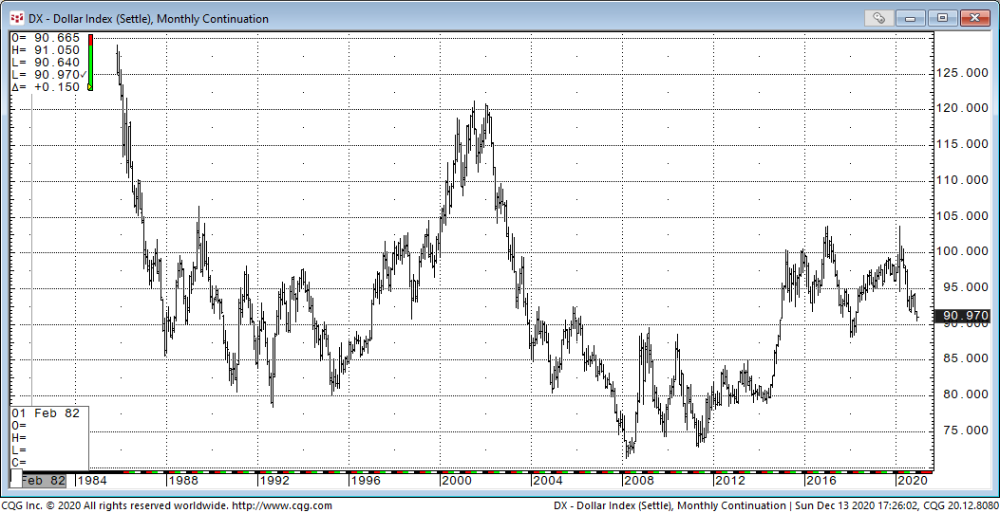 DX - Dollar Index (Settle), Monthly Continuation
O= 90.665
H= 91.050
L= 90.640
L= 90.970✓
Δ= +0.150
125.000
120.000
115.000
110.000
105.000
100.000
95.000
90.970
90.000
85.000
80.000
75.000
01 Feb 82
O=
H=
L=
C=
Feb 82 1984 1988 1992 1996 2000 2004 2008 2012 2016 2020
CQG Inc. © 2020 All rights reserved worldwide. http://www.cqg.com DX - Dollar Index (Settle), Monthly Continuation | Sun Dec 13 2020 17:26:02, CQG 20.12.8080